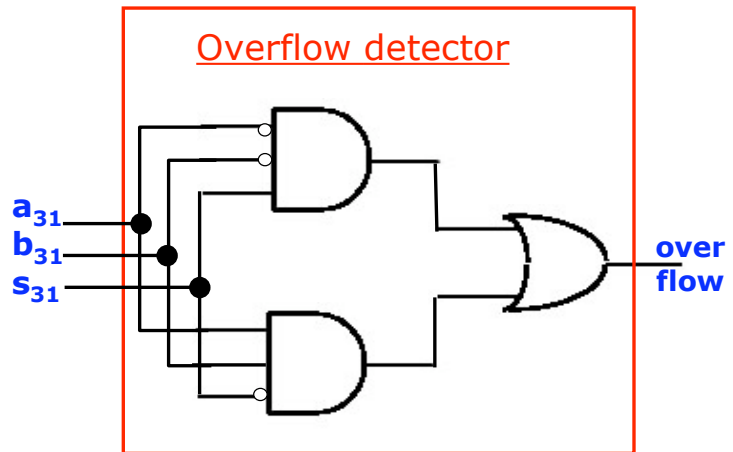 Overflow detector
a₃₁
b₃₁
s₃₁
over
flow